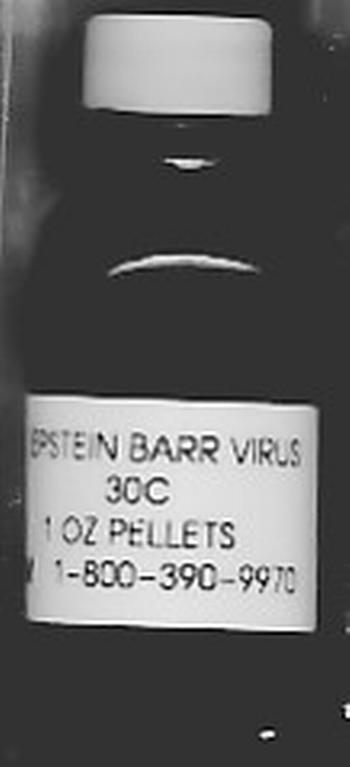 EPSTEIN BARR VIRUS
30C
1 OZ PELLETS
1-800-390-9970